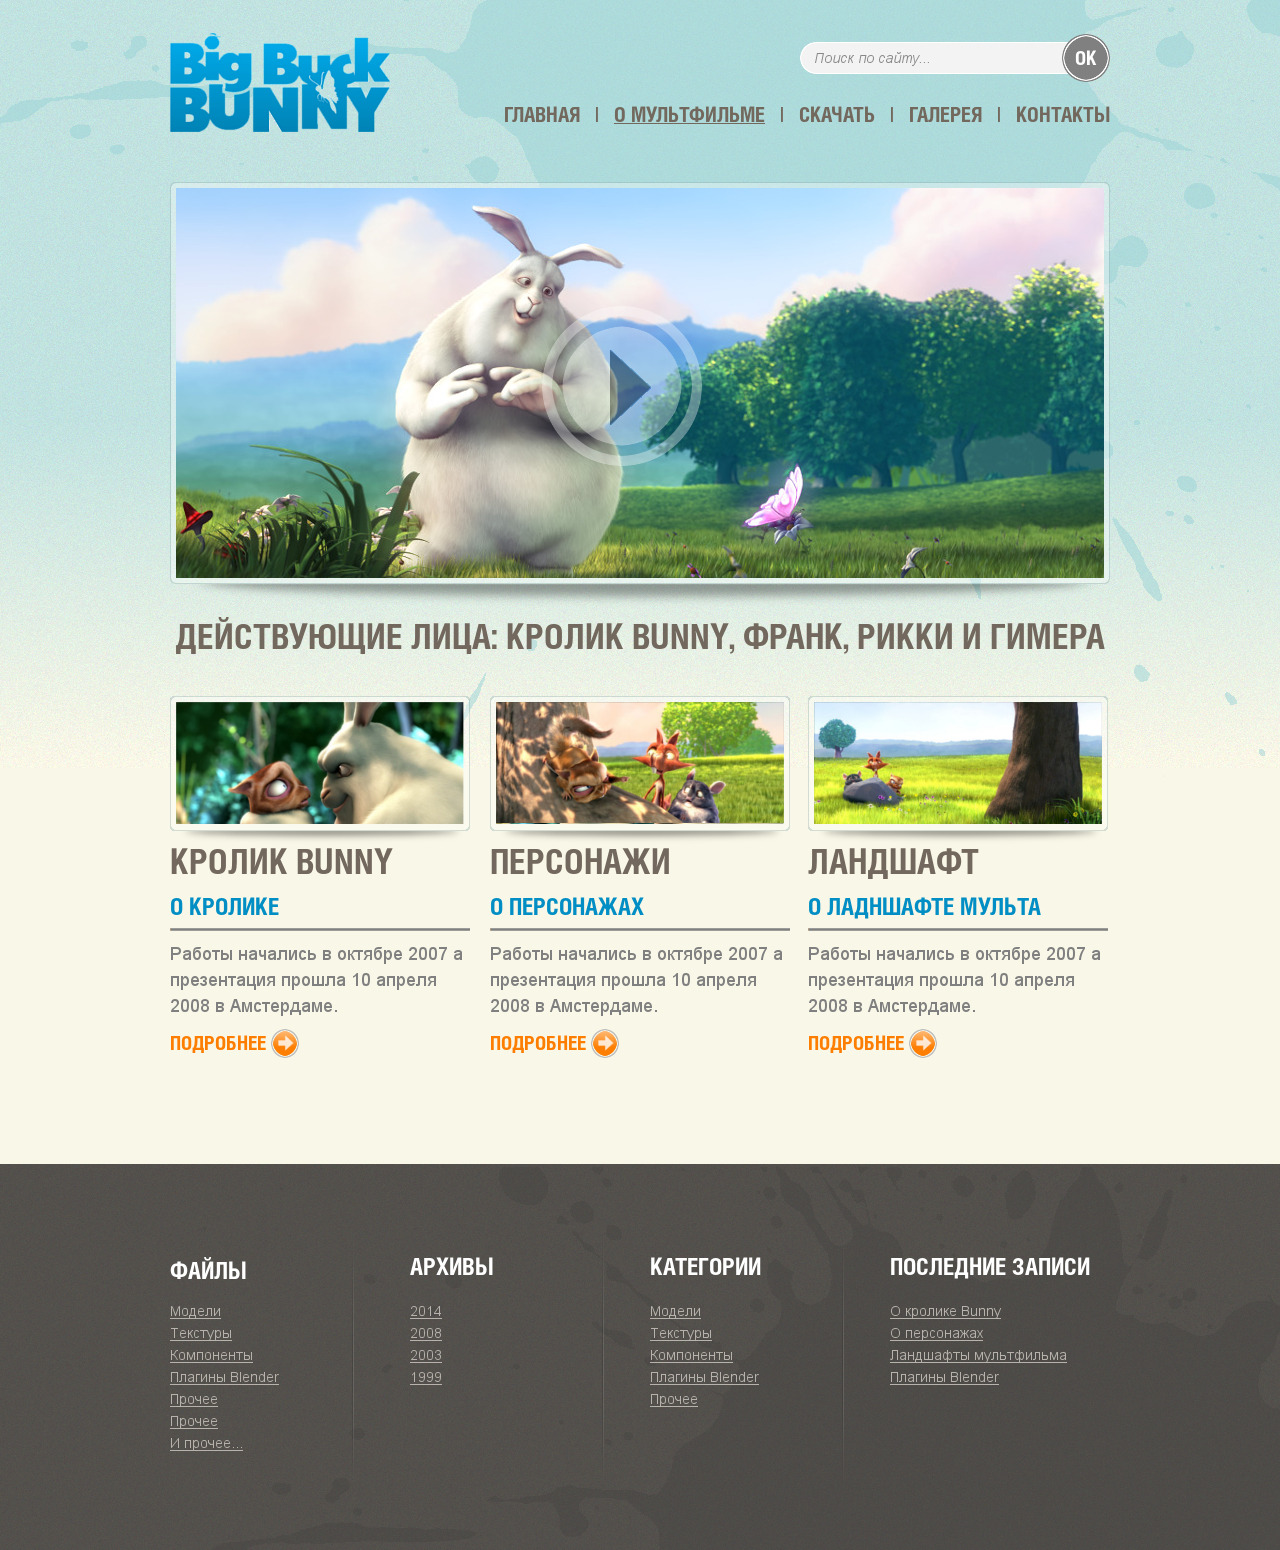 Big Buck
BUNNY
Поиск по сайту...
ОК
ГЛАВНАЯ
О МУЛЬТФИЛЬМЕ
СКАЧАТЬ
ГАЛЕРЕЯ
КОНТАКТЫ
ДЕЙСТВУЮЩИЕ ЛИЦА: КРОЛИК BUNNY, ФРАНК, РИККИ И ГИМЕРА
КРОЛИК BUNNY
О КРОЛИКЕ
Работы начались в октябре 2007 а
презентация прошла 10 апреля
2008 в Амстердаме.
ПОДРОБНЕЕ
ПЕРСОНАЖИ
О ПЕРСОНАЖАХ
Работы начались в октябре 2007 а
презентация прошла 10 апреля
2008 в Амстердаме.
ПОДРОБНЕЕ
ЛАНДШАФТ
О ЛАДНШАФТЕ МУЛЬТА
Работы начались в октябре 2007 а
презентация прошла 10 апреля
2008 в Амстердаме.
ПОДРОБНЕЕ
ФАЙЛЫ
Модели
Текстуры
Компоненты
Плагины Blender
Прочее
Прочее
И прочее...
АРХИВЫ
2014
2008
2003
1999
КАТЕГОРИИ
Модели
Текстуры
Компоненты
Плагины Blender
Прочее
ПОСЛЕДНИЕ ЗАПИСИ
О кролике Bunny
О персонажах
Ландшафты мультфильма
Плагины Blender